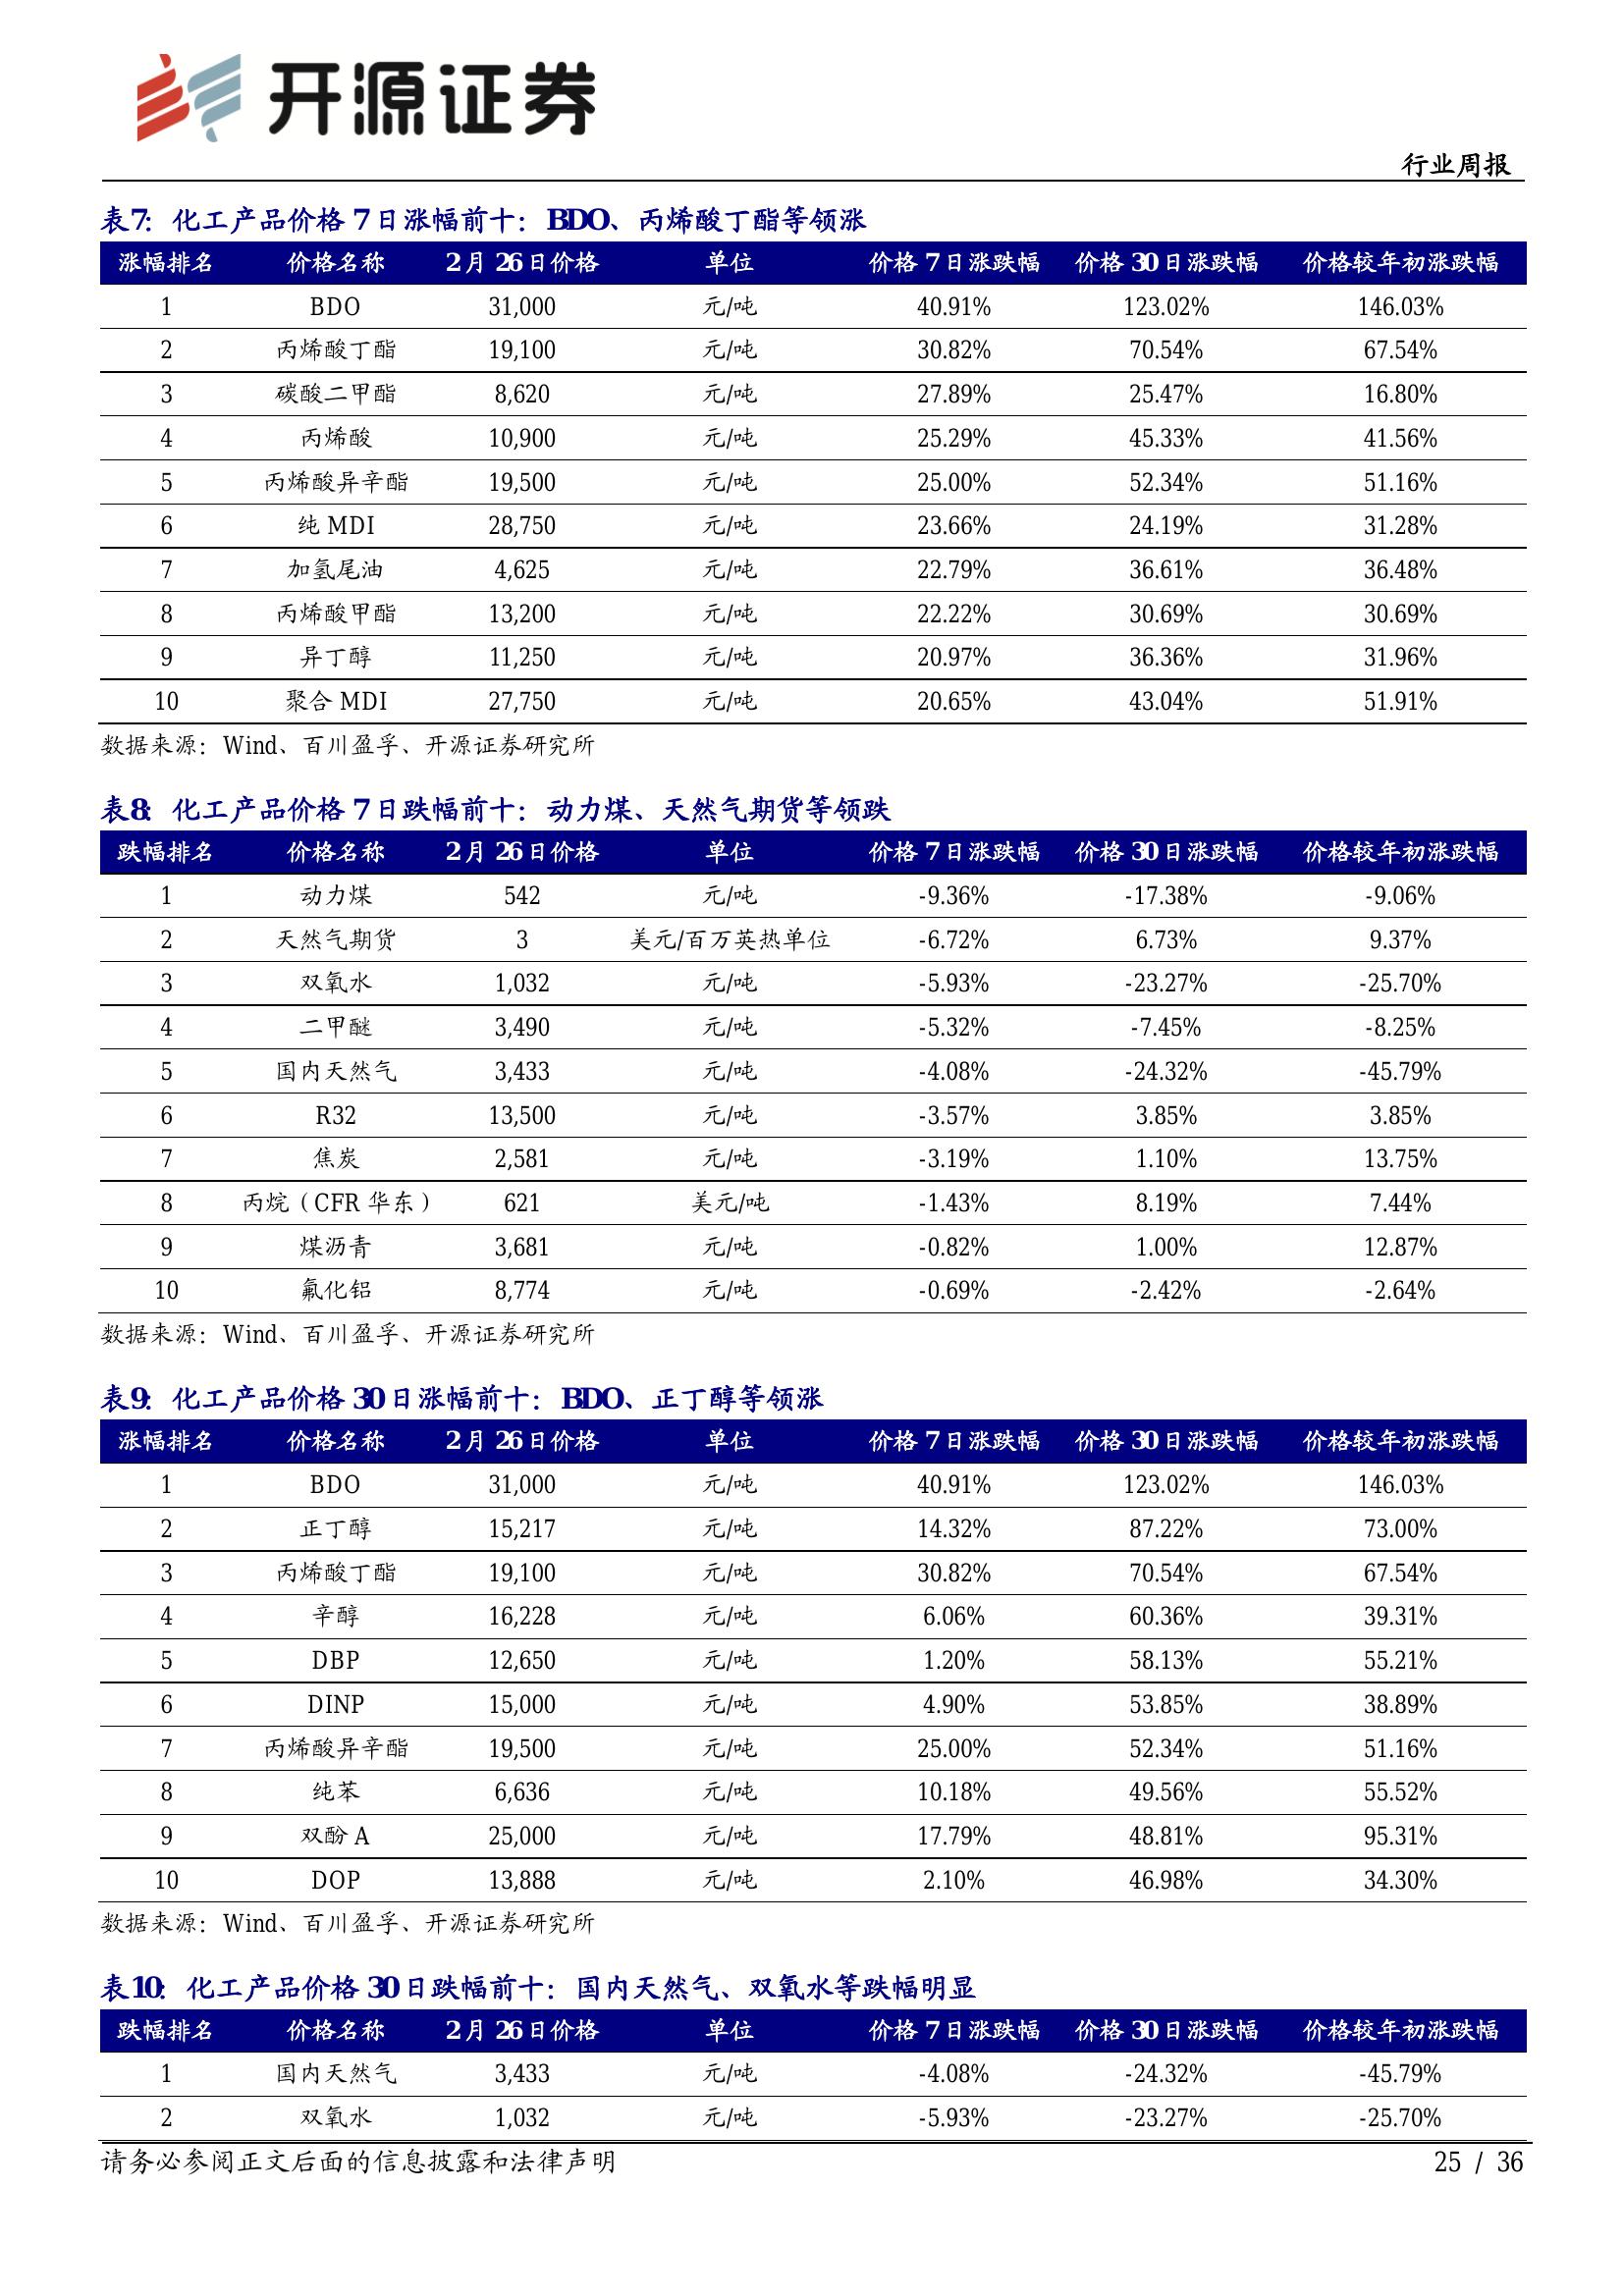 开源证券
行业周报
表7：化工产品价格 7 日涨幅前十：BDO、丙烯酸丁酯等领涨
涨幅排名 价格名称 2 月 26 日价格 单位 价格 7 日涨跌幅 价格 30 日涨跌幅 价格较年初涨跌幅
1 BDO 31,000 元/吨 40.91% 123.02% 146.03%
2 丙烯酸丁酯 19,100 元/吨 30.82% 70.54% 67.54%
3 碳酸二甲酯 8,620 元/吨 27.89% 25.47% 16.80%
4 丙烯酸 10,900 元/吨 25.29% 45.33% 41.56%
5 丙烯酸异辛酯 19,500 元/吨 25.00% 52.34% 51.16%
6 纯 MDI 28,750 元/吨 23.66% 24.19% 31.28%
7 加氢尾油 4,625 元/吨 22.79% 36.61% 36.48%
8 丙烯酸甲酯 13,200 元/吨 22.22% 30.69% 30.69%
9 异丁醇 11,250 元/吨 20.97% 36.36% 31.96%
10 聚合 MDI 27,750 元/吨 20.65% 43.04% 51.91%
数据来源：Wind、百川盈孚、开源证券研究所
表8：化工产品价格 7 日跌幅前十：动力煤、天然气期货等领跌
跌幅排名 价格名称 2 月 26 日价格 单位 价格 7 日涨跌幅 价格 30 日涨跌幅 价格较年初涨跌幅
1 动力煤 542 元/吨 -9.36% -17.38% -9.06%
2 天然气期货 3 美元/百万英热单位 -6.72% 6.73% 9.37%
3 双氧水 1,032 元/吨 -5.93% -23.27% -25.70%
4 二甲醚 3,490 元/吨 -5.32% -7.45% -8.25%
5 国内天然气 3,433 元/吨 -4.08% -24.32% -45.79%
6 R32 13,500 元/吨 -3.57% 3.85% 3.85%
7 焦炭 2,581 元/吨 -3.19% 1.10% 13.75%
8 丙烷（CFR 华东） 621 美元/吨 -1.43% 8.19% 7.44%
9 煤沥青 3,681 元/吨 -0.82% 1.00% 12.87%
10 氟化铝 8,774 元/吨 -0.69% -2.42% -2.64%
数据来源：Wind、百川盈孚、开源证券研究所
表9：化工产品价格 30 日涨幅前十：BDO、正丁醇等领涨
涨幅排名 价格名称 2 月 26 日价格 单位 价格 7 日涨跌幅 价格 30 日涨跌幅 价格较年初涨跌幅
1 BDO 31,000 元/吨 40.91% 123.02% 146.03%
2 正丁醇 15,217 元/吨 14.32% 87.22% 73.00%
3 丙烯酸丁酯 19,100 元/吨 30.82% 70.54% 67.54%
4 辛醇 16,228 元/吨 6.06% 60.36% 39.31%
5 DBP 12,650 元/吨 1.20% 58.13% 55.21%
6 DINP 15,000 元/吨 4.90% 53.85% 38.89%
7 丙烯酸异辛酯 19,500 元/吨 25.00% 52.34% 51.16%
8 纯苯 6,636 元/吨 10.18% 49.56% 55.52%
9 双酚 A 25,000 元/吨 17.79% 48.81% 95.31%
10 DOP 13,888 元/吨 2.10% 46.98% 34.30%
数据来源：Wind、百川盈孚、开源证券研究所
表10：化工产品价格 30 日跌幅前十：国内天然气、双氧水等跌幅明显
跌幅排名 价格名称 2 月 26 日价格 单位 价格 7 日涨跌幅 价格 30 日涨跌幅 价格较年初涨跌幅
1 国内天然气 3,433 元/吨 -4.08% -24.32% -45.79%
2 双氧水 1,032 元/吨 -5.93% -23.27% -25.70%
请务必参阅正文后面的信息披露和法律声明 25 / 36